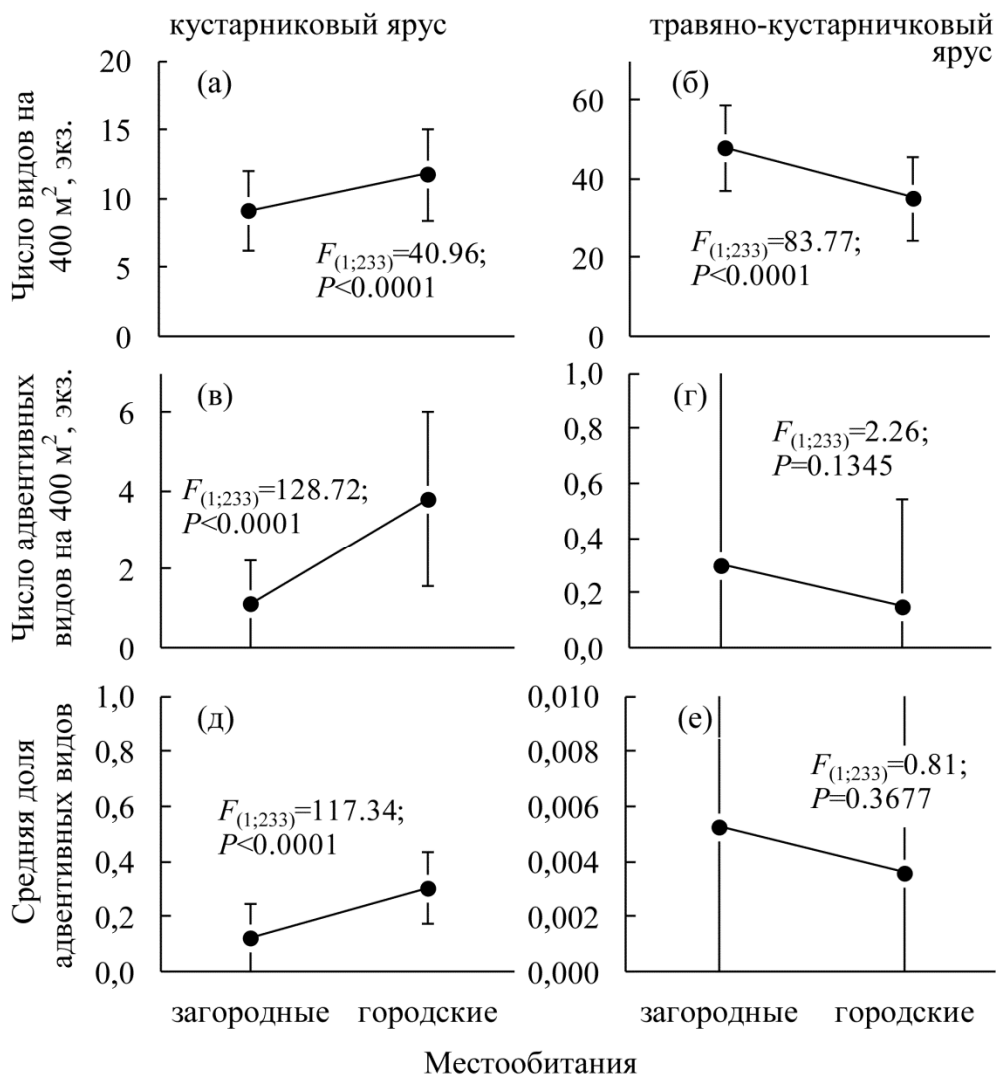 кустарниковый ярус
травяно-кустарничковый
ярус
Число видов на
400 м², экз.
20
15
10
5
0
(а)
F(1;233)=40.96;
P<0.0001
60
40
20
0
(б)
F(1;233)=83.77;
P<0.0001
Число адвентивных
видов на 400 м², экз.
6
4
2
0
(в)
F(1;233)=128.72;
P<0.0001
1,0
0,8
0,6
0,4
0,2
0,0
(г)
F(1;233)=2.26;
P=0.1345
Средняя доля
адвентивных видов
1,0
0,8
0,6
0,4
0,2
0,0
(д)
F(1;233)=117.34;
P<0.0001
0,010
0,008
0,006
0,004
0,002
0,000
(е)
F(1;233)=0.81;
P=0.3677
загородные городские
загородные городские
Местообитания